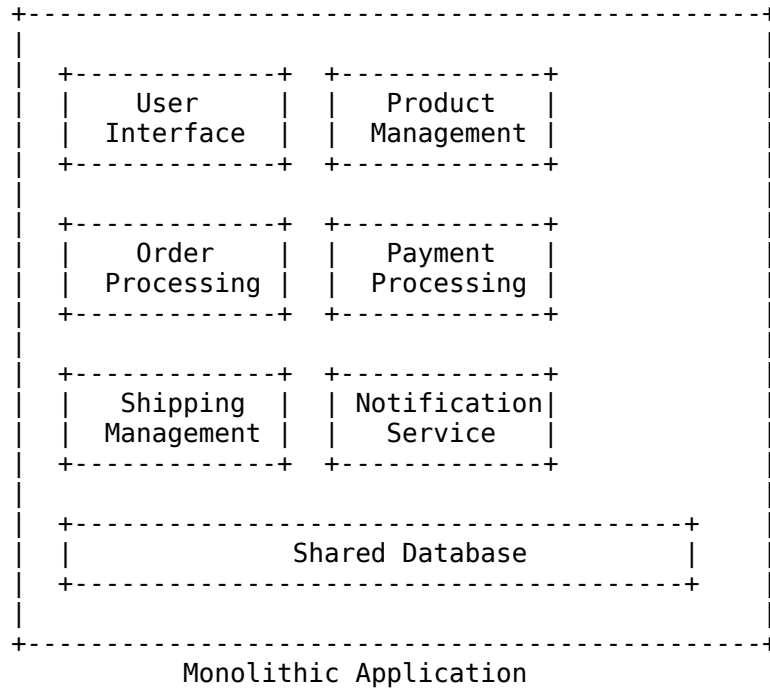 User Product
Interface Management
Order Payment
Processing Processing
Shipping Notification
Management Service
Shared Database
Monolithic Application